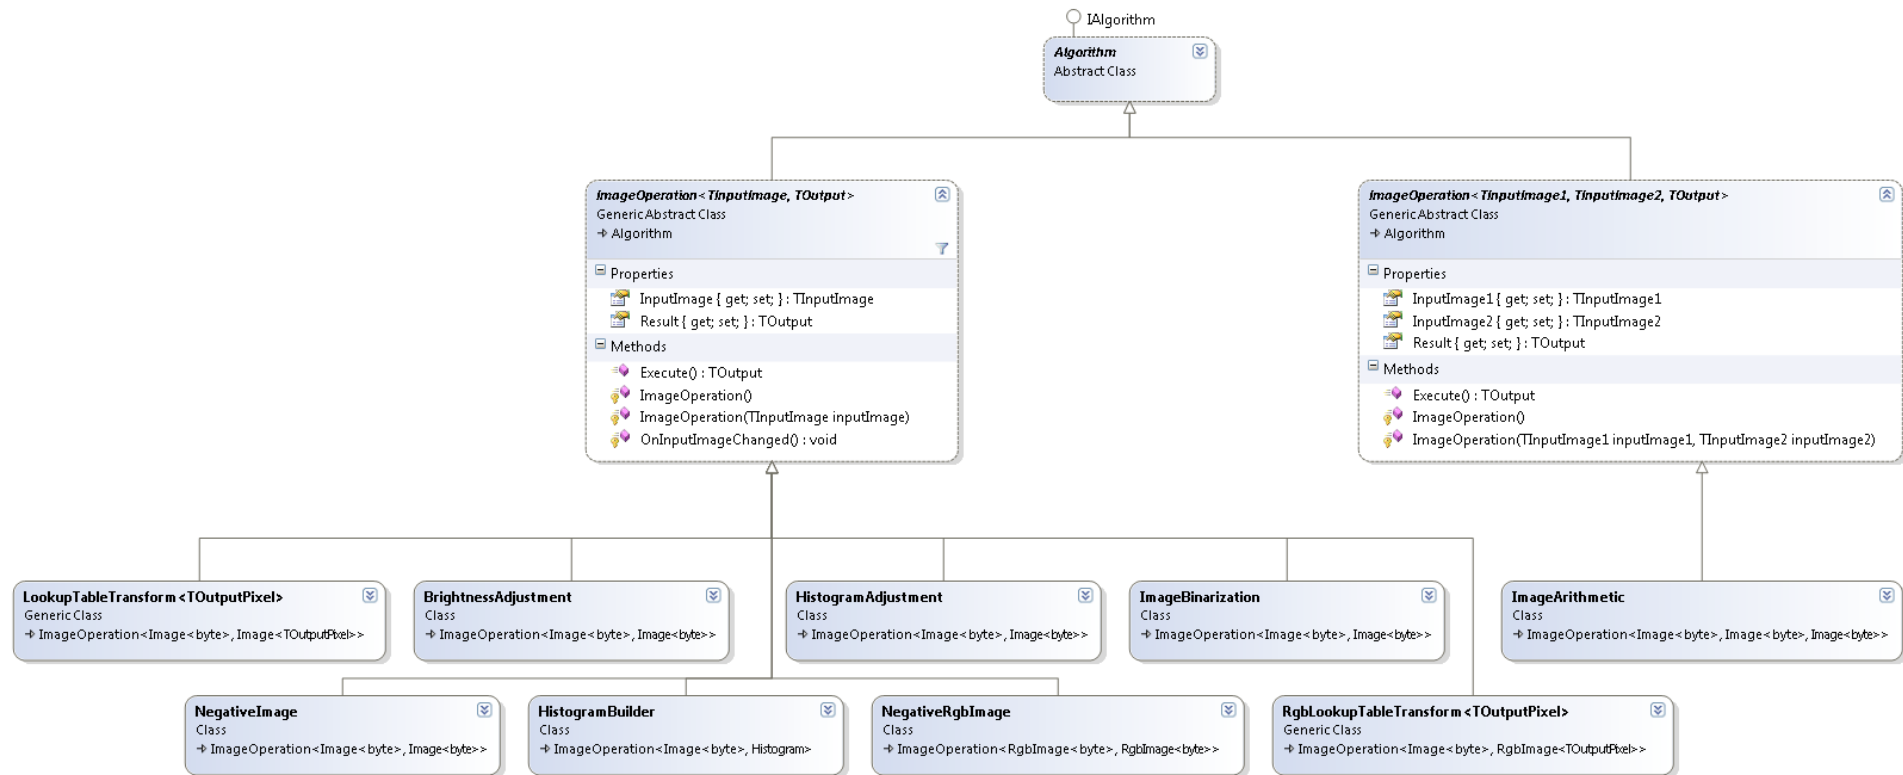 IAlgorithm
Algorithm
Abstract Class
ImageOperation<TInputImage, TOutput>
Generic Abstract Class
Algorithm
Properties
InputImage { get; set; } : TInputImage
Result { get; set; } : TOutput
Methods
Execute() : TOutput
ImageOperation()
ImageOperation(TInputImage inputImage)
OnInputImageChanged() : void
ImageOperation<TInputImage1, TInputImage2, TOutput>
Generic Abstract Class
Algorithm
Properties
InputImage1 { get; set; } : TInputImage1
InputImage2 { get; set; } : TInputImage2
Result { get; set; } : TOutput
Methods
Execute() : TOutput
ImageOperation()
ImageOperation(TInputImage1 inputImage1, TInputImage2 inputImage2)
LookupTableTransform<TOutputPixel>
Generic Class
ImageOperation<Image<byte>, Image<TOutputPixel>>
BrightnessAdjustment
Class
ImageOperation<Image<byte>, Image<byte>>
HistogramAdjustment
Class
ImageOperation<Image<byte>, Image<byte>>
ImageBinarization
Class
ImageOperation<Image<byte>, Image<byte>>
ImageArithmetic
Class
ImageOperation<Image<byte>, Image<byte>, Image<byte>>
NegativeImage
Class
ImageOperation<Image<byte>, Image<byte>>
HistogramBuilder
Class
ImageOperation<Image<byte>, Histogram>
NegativeRgbImage
Class
ImageOperation<RgbImage<byte>, RgbImage<byte>>
RgbLookupTableTransform<TOutputPixel>
Generic Class
ImageOperation<Image<byte>, RgbImage<TOutputPixel>>